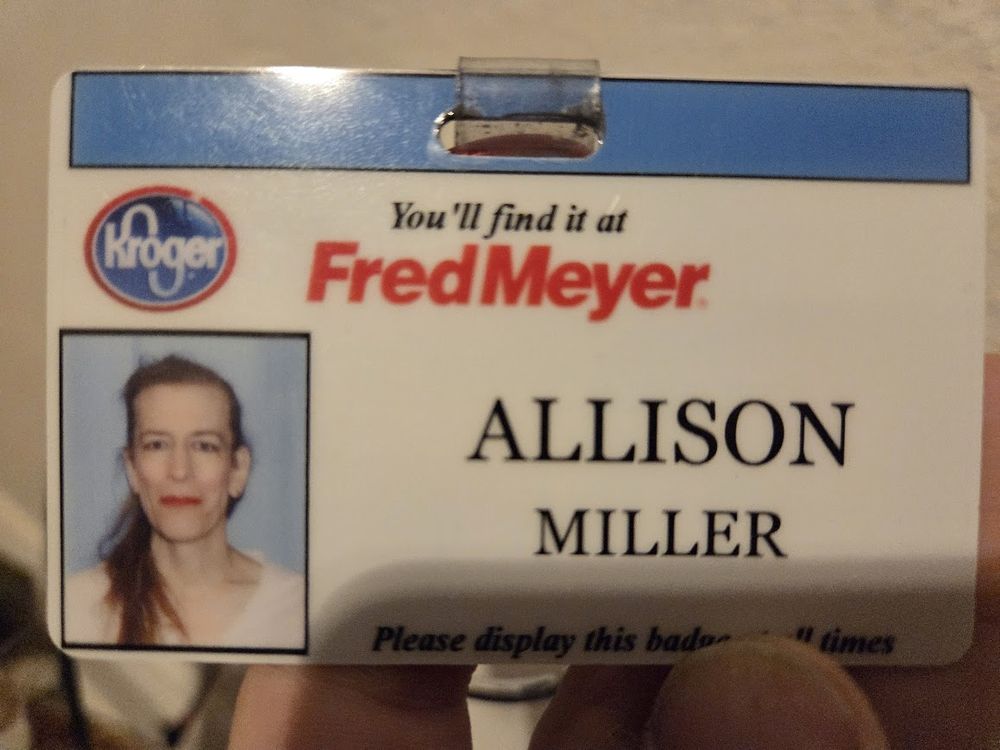 Kroger
You'll find it at
FredMeyer
ALLISON
MILLER
Please display this times